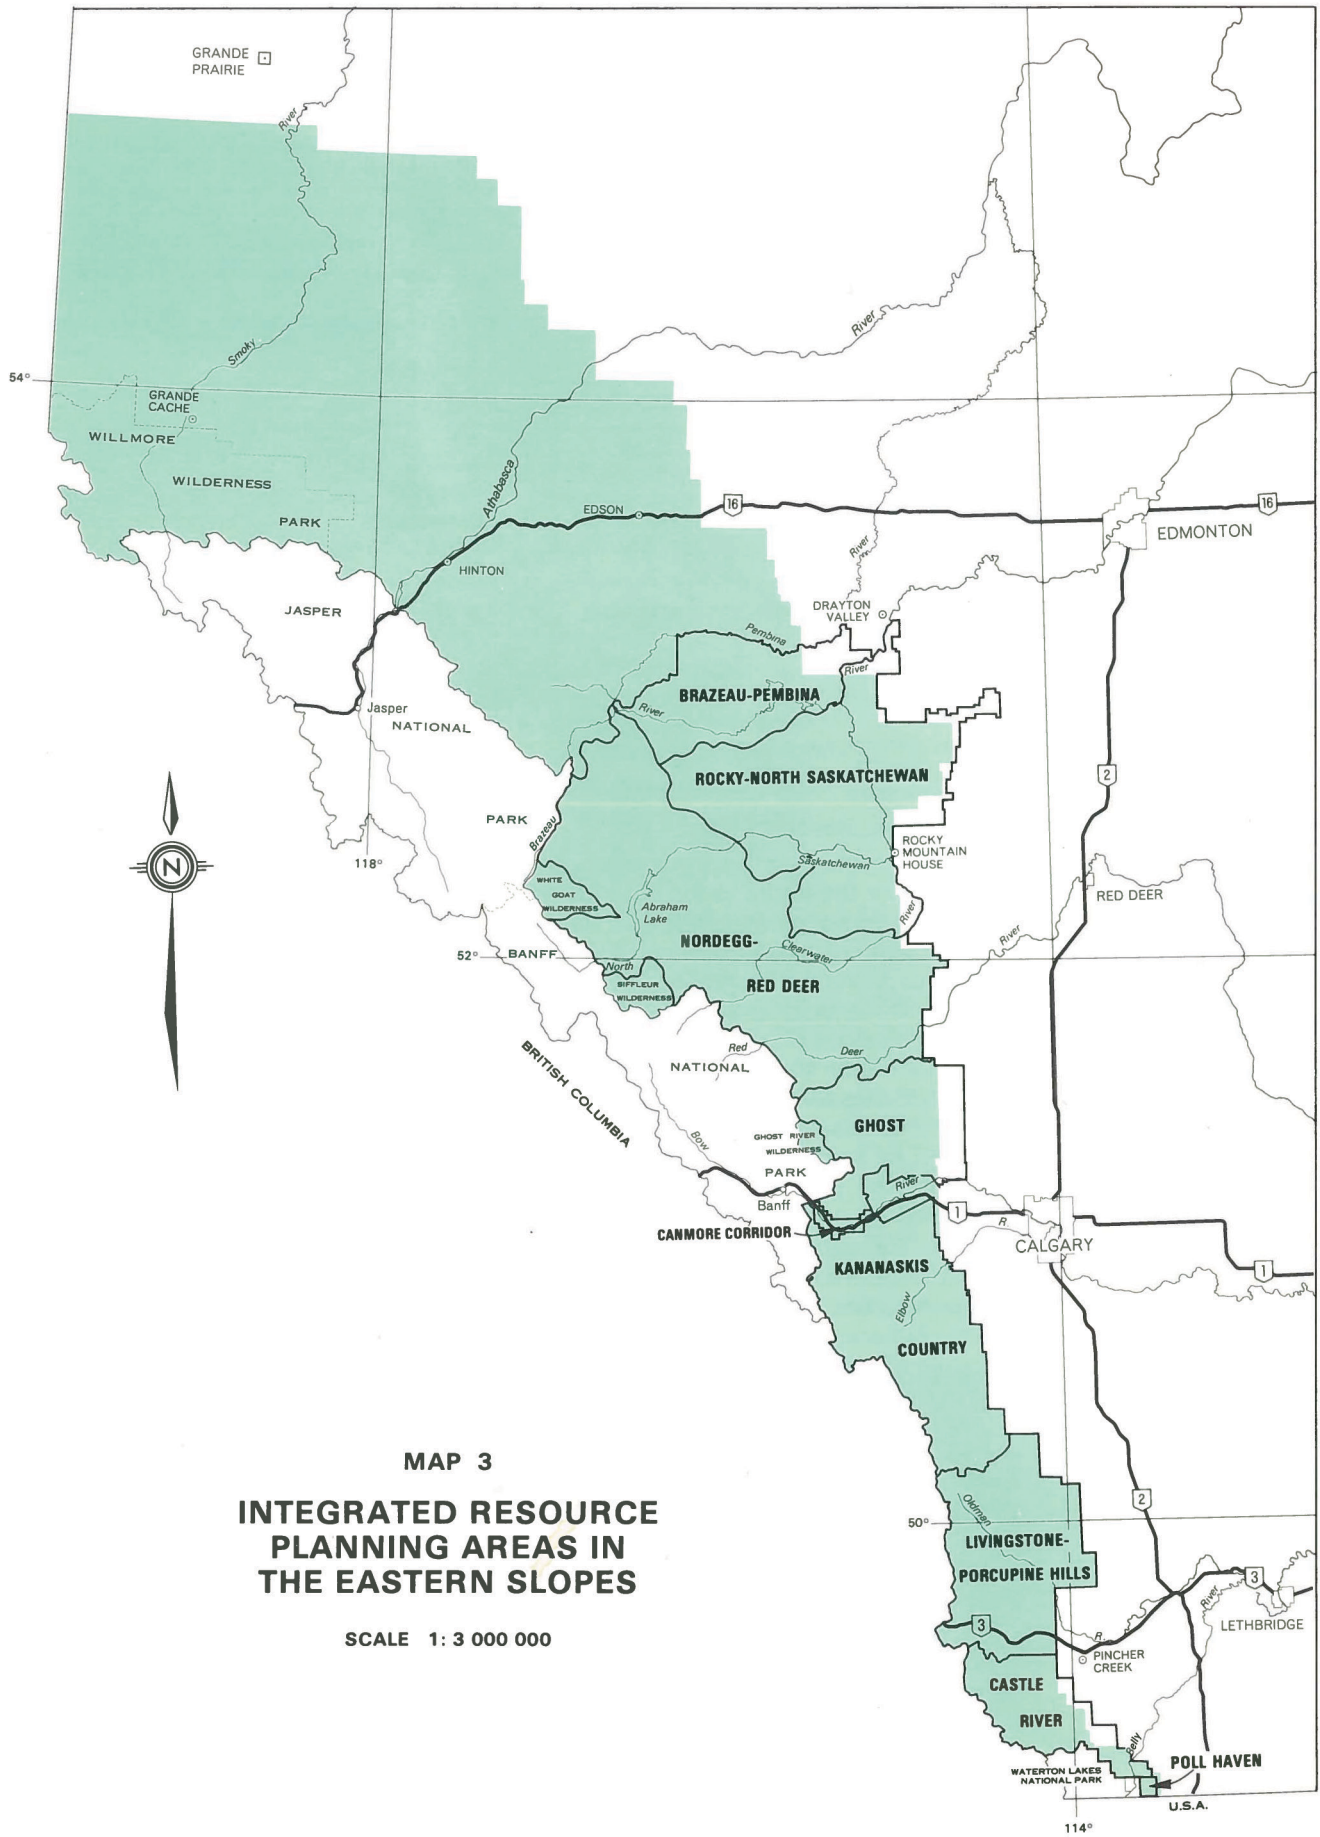 GRANDE
PRAIRIE
River
River
Smoky
54°
GRANDE
CACHE
WILLMORE
WILDERNESS
PARK
Athabasca
EDSON
16
16
EDMONTON
HINTON
River
JASPER
DRAYTON
VALLEY
Pembina
River
BRAZEAU-PEMBINA
Jasper
NATIONAL
River
ROCKY-NORTH SASKATCHEWAN
2
PARK
Brazeau
N
118°
ROCKY
MOUNTAIN
HOUSE
Saskatchewan
WHITE
GOAT
WILDERNESS
RED DEER
Abraham
Lake
River
NORDEGG-
River
Clearwater
52°
BANFF
North
RED DEER
SIFFLEUR
WILDERNESS
Red
Deer
NATIONAL
BRITISH COLUMBIA
GHOST
Bow
GHOST RIVER
WILDERNESS
PARK
River
Banff
1
R.
CANMORE CORRIDOR
CALGARY
KANANASKIS
1
Elbow
COUNTRY
MAP 3
INTEGRATED RESOURCE
PLANNING AREAS IN
THE EASTERN SLOPES
SCALE 1: 3 000 000
2
Oldman
50°
LIVINGSTONE-
PORCUPINE HILLS
3
River
3
LETHBRIDGE
R.
PINCHER
CREEK
CASTLE
RIVER
Belly
POLL HAVEN
WATERTON LAKES
NATIONAL PARK
U.S.A.
114°